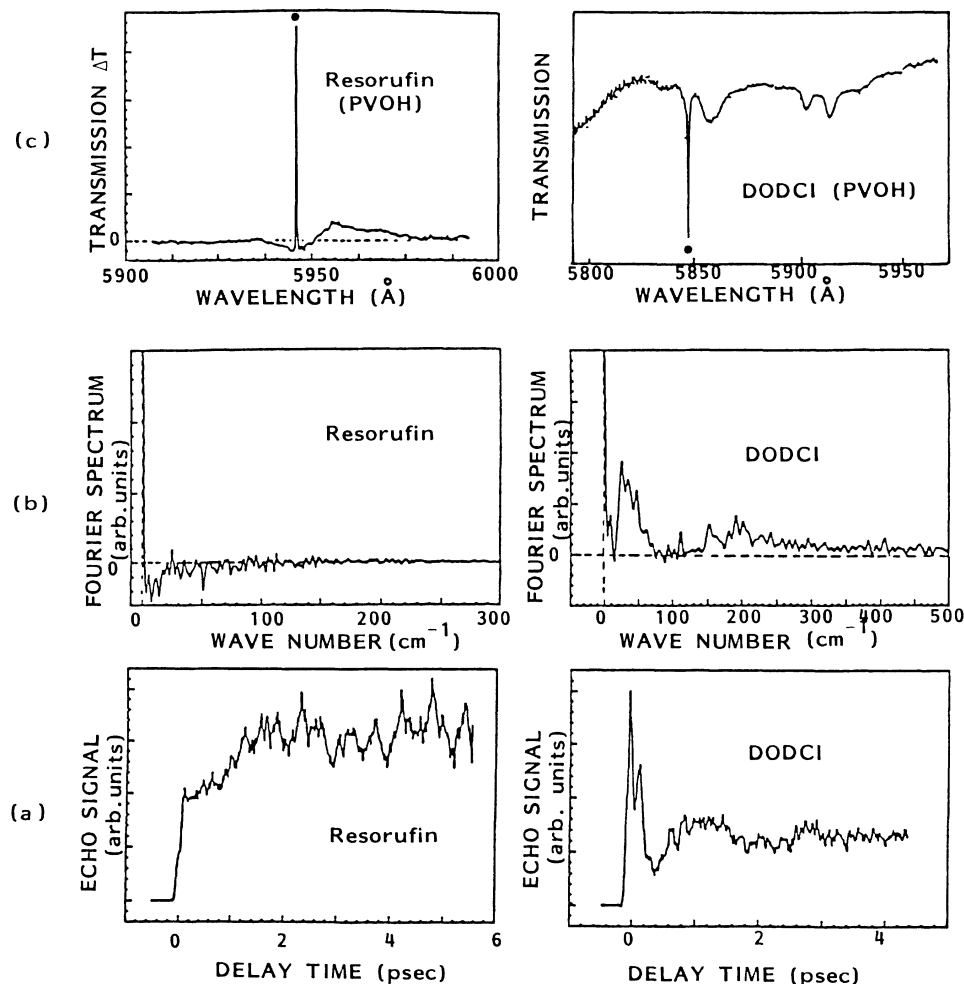 (c)
TRANSMISSION ΔT
Resorufin
(PVOH)
0
5900 5950 6000
WAVELENGTH (Å)
TRANSMISSION
DODCI (PVOH)
5800 5850 5900 5950
WAVELENGTH (Å)
(b)
FOURIER SPECTRUM
(arb.units)
Resorufin
0
0 100 200 300
WAVE NUMBER (cm⁻¹)
FOURIER SPECTRUM
(arb.units)
DODCI
0
0 100 200 300 400 500
WAVE NUMBER (cm⁻¹)
(a)
ECHO SIGNAL
(arb.units)
Resorufin
0 2 4 6
DELAY TIME (psec)
ECHO SIGNAL
(arb. units)
DODCI
0 2 4
DELAY TIME (psec)